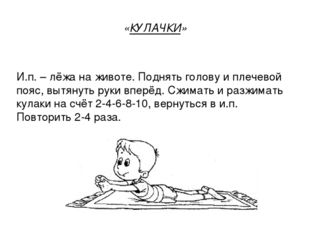 «КУЛАЧКИ»
И.п. – лёжа на животе. Поднять голову и плечевой
пояс, вытянуть руки вперёд. Сжимать и разжимать
кулаки на счёт 2-4-6-8-10, вернуться в и.п.
Повторить 2-4 раза.